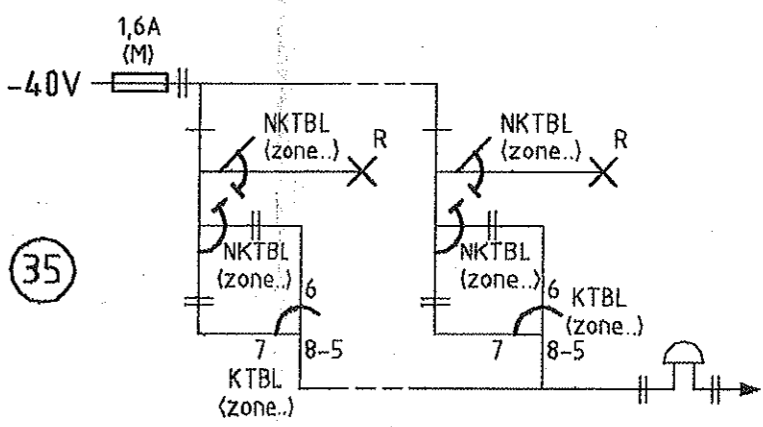 1,6A
(M)
-40V
NKTBL
(zone..)
R
NKTBL
(zone..)
R
35
NKTBL
(zone..)
6
7
8-5
KTBL
(zone..)
NKTBL
(zone..)
6
KTBL
(zone..)
7
8-5